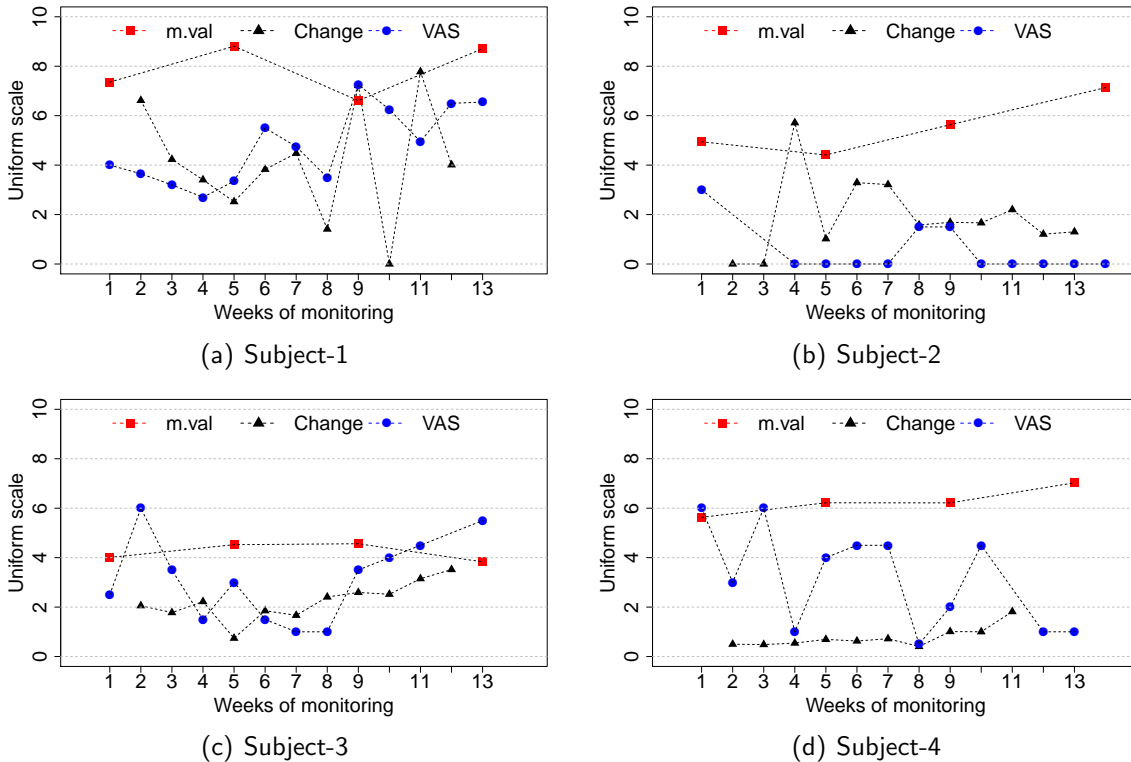 m.val Change VAS
Uniform scale
0 2 4 6 8 10
1 2 3 4 5 6 7 8 9 11 13
Weeks of monitoring
(a) Subject-1
m.val Change VAS
Uniform scale
0 2 4 6 8 10
1 2 3 4 5 6 7 8 9 11 13
Weeks of monitoring
(b) Subject-2
m.val Change VAS
Uniform scale
0 2 4 6 8 10
1 2 3 4 5 6 7 8 9 11 13
Weeks of monitoring
(c) Subject-3
m.val Change VAS
Uniform scale
0 2 4 6 8 10
1 2 3 4 5 6 7 8 9 11 13
Weeks of monitoring
(d) Subject-4